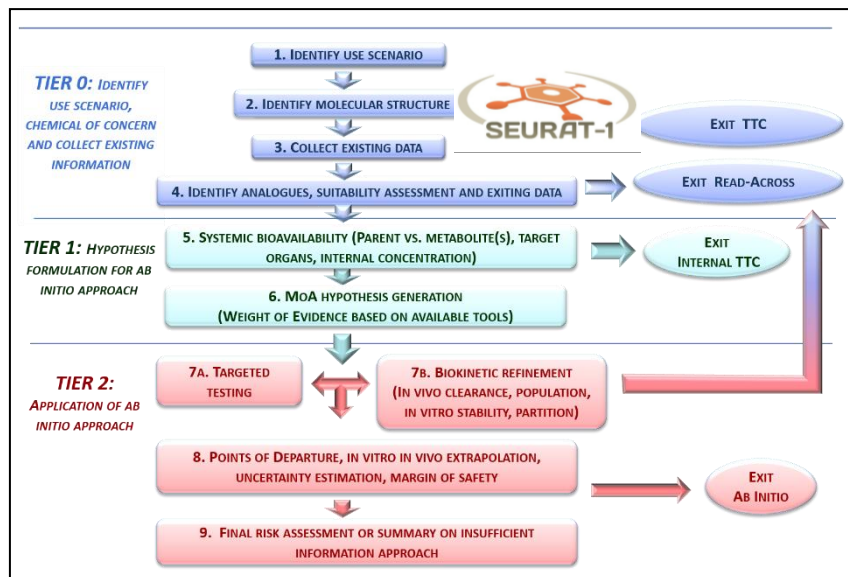 1. IDENTIFY USE SCENARIO
TIER 0: IDENTIFY
USE SCENARIO,
CHEMICAL OF CONCERN
AND COLLECT EXISTING
INFORMATION
2. IDENTIFY MOLECULAR STRUCTURE
SEURAT-1
EXIT TTC
3. COLLECT EXISTING DATA
4. IDENTIFY ANALOGUES, SUITABILITY ASSESSMENT AND EXITING DATA
EXIT READ-ACROSS
TIER 1: HYPOTHESIS
FORMULATION FOR AB
INITIO APPROACH
5. SYSTEMIC BIOAVAILABILITY (PARENT VS. METABOLITE(S), TARGET
ORGANS, INTERNAL CONCENTRATION)
EXIT
INTERNAL TTC
6. MOA HYPOTHESIS GENERATION
(WEIGHT OF EVIDENCE BASED ON AVAILABLE TOOLS)
TIER 2:
APPLICATION OF AB
INITIO APPROACH
7A. TARGETED
TESTING
7B. BIOKINETIC REFINEMENT
(IN VIVO CLEARANCE, POPULATION,
IN VITRO STABILITY, PARTITION)
8. POINTS OF DEPARTURE, IN VITRO IN VIVO EXTRAPOLATION,
UNCERTAINTY ESTIMATION, MARGIN OF SAFETY
EXIT
AB INITIO
9. FINAL RISK ASSESSMENT OR SUMMARY ON INSUFFICIENT
INFORMATION APPROACH